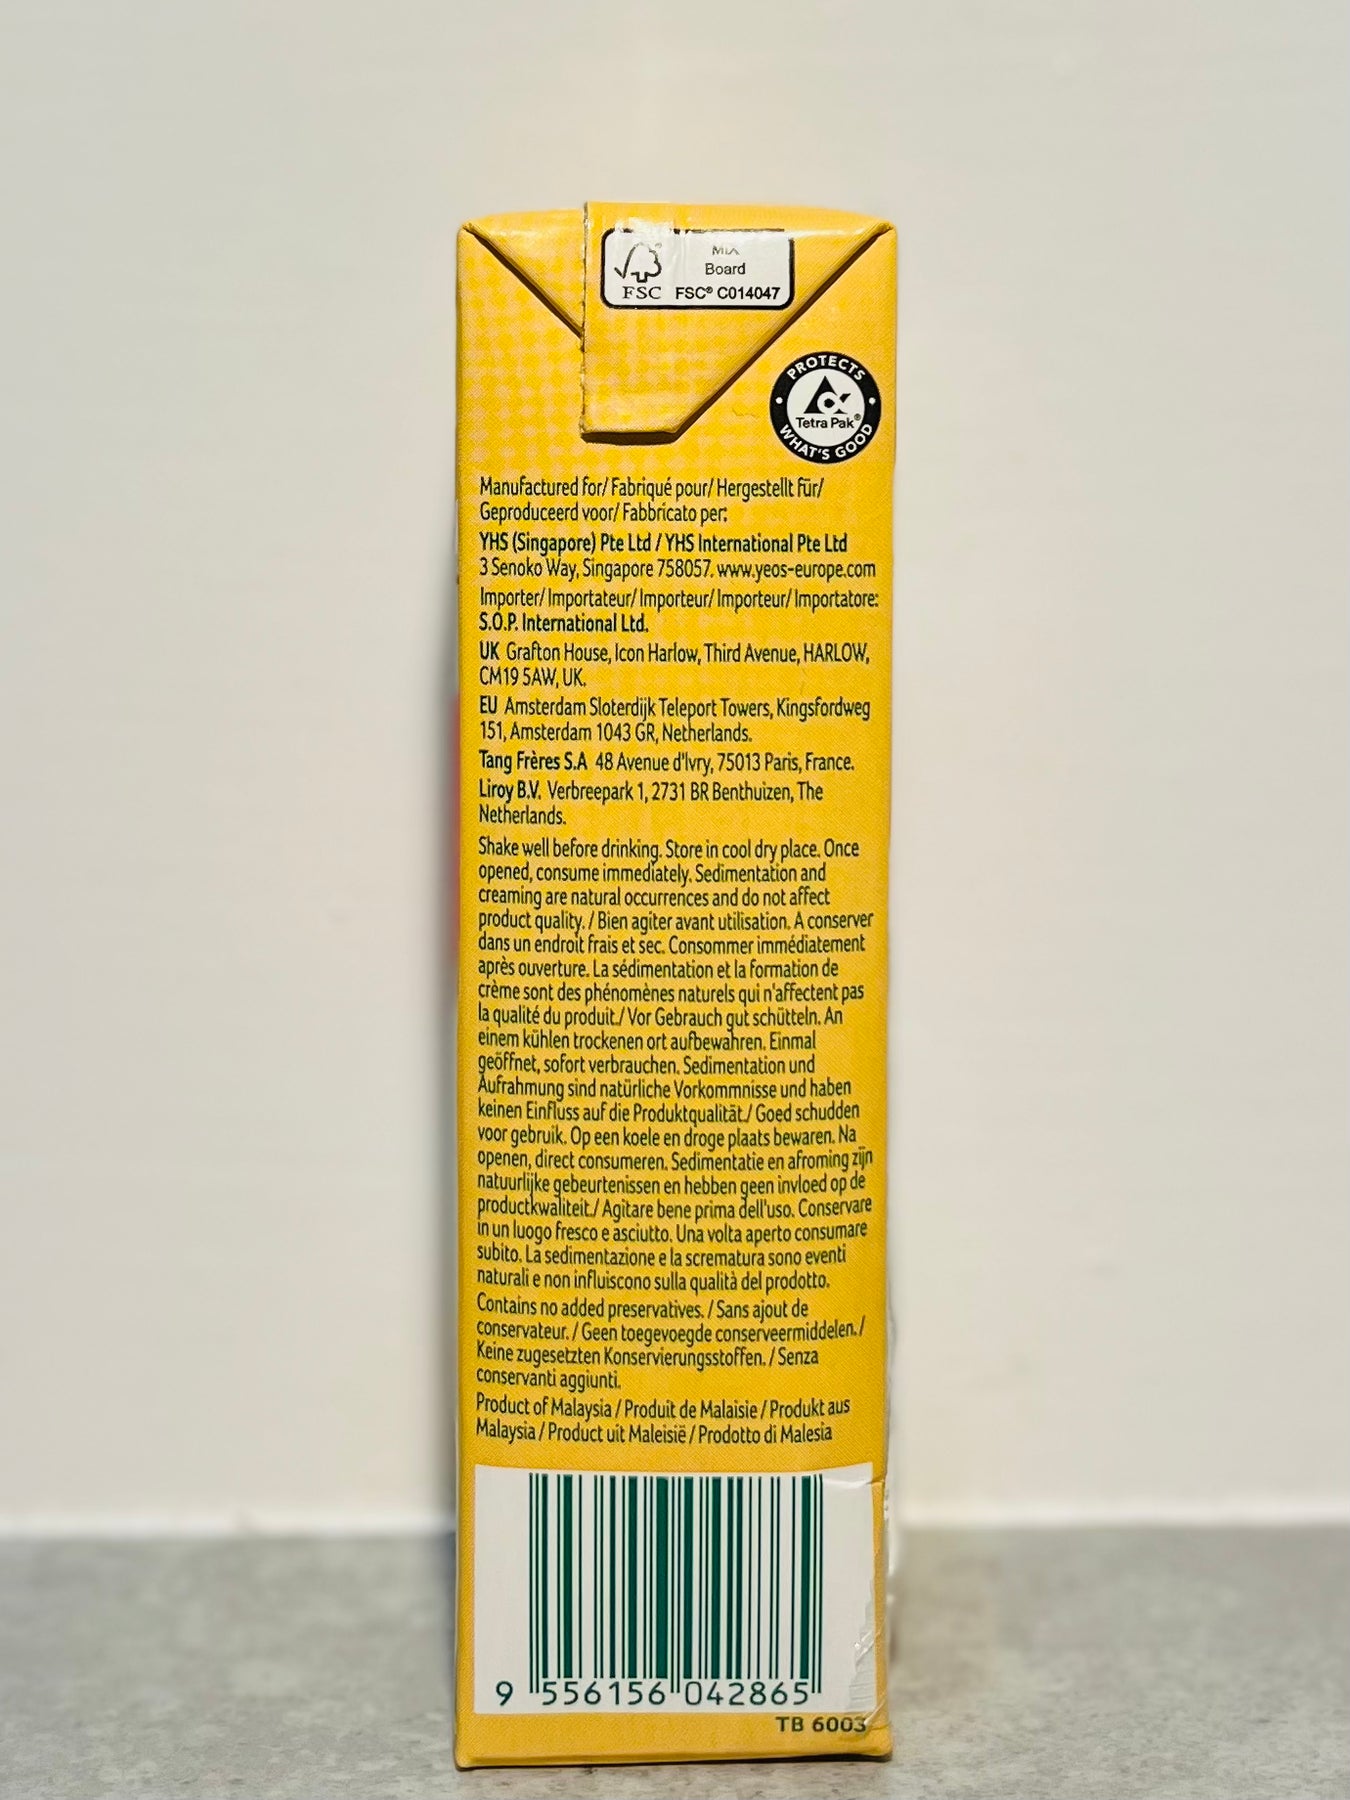 MIX
Board
FSC FSC® C014047
PROTECTS
Tetra Pak®
WHAT'S GOOD
Manufactured for/ Fabriqué pour/ Hergestellt für/
Geproduceerd voor/ Fabbricato per:
YHS (Singapore) Pte Ltd / YHS International Pte Ltd
3 Senoko Way, Singapore 758057. www.yeos-europe.com
Importer/ Importateur/ Importeur/ Importeur/ Importatore:
S.O.P. International Ltd.
UK Grafton House, Icon Harlow, Third Avenue, HARLOW,
CM19 5AW, UK.
EU Amsterdam Sloterdijk Teleport Towers, Kingsfordweg
151, Amsterdam 1043 GR, Netherlands.
Tang Frères S.A 48 Avenue d'Ivry, 75013 Paris, France.
Liroy B.V. Verbreepark 1, 2731 BR Benthuizen, The
Netherlands.
Shake well before drinking. Store in cool dry place. Once
opened, consume immediately. Sedimentation and
creaming are natural occurrences and do not affect
product quality. / Bien agiter avant utilisation. A conserver
dans un endroit frais et sec. Consommer immédiatement
après ouverture. La sédimentation et la formation de
crème sont des phénomènes naturels qui n'affectent pas
la qualité du produit./ Vor Gebrauch gut schütteln. An
einem kühlen trockenen ort aufbewahren. Einmal
geöffnet, sofort verbrauchen. Sedimentation und
Aufrahmung sind natürliche Vorkommnisse und haben
keinen Einfluss auf die Produktqualität./ Goed schudden
voor gebruik. Op een koele en droge plaats bewaren. Na
openen, direct consumeren. Sedimentatie en afroming zijn
natuurlijke gebeurtenissen en hebben geen invloed op de
productkwaliteit./ Agitare bene prima dell'uso. Conservare
in un luogo fresco e asciutto. Una volta aperto consumare
subito. La sedimentazione e la scrematura sono eventi
naturali e non influiscono sulla qualità del prodotto.
Contains no added preservatives. / Sans ajout de
conservateur. / Geen toegevoegde conserveermiddelen. /
Keine zugesetzten Konservierungsstoffen. / Senza
conservanti aggiunti.
Product of Malaysia / Produit de Malaisie / Produkt aus
Malaysia / Product uit Maleisië / Prodotto di Malesia
9 556156 042865
TB 6003